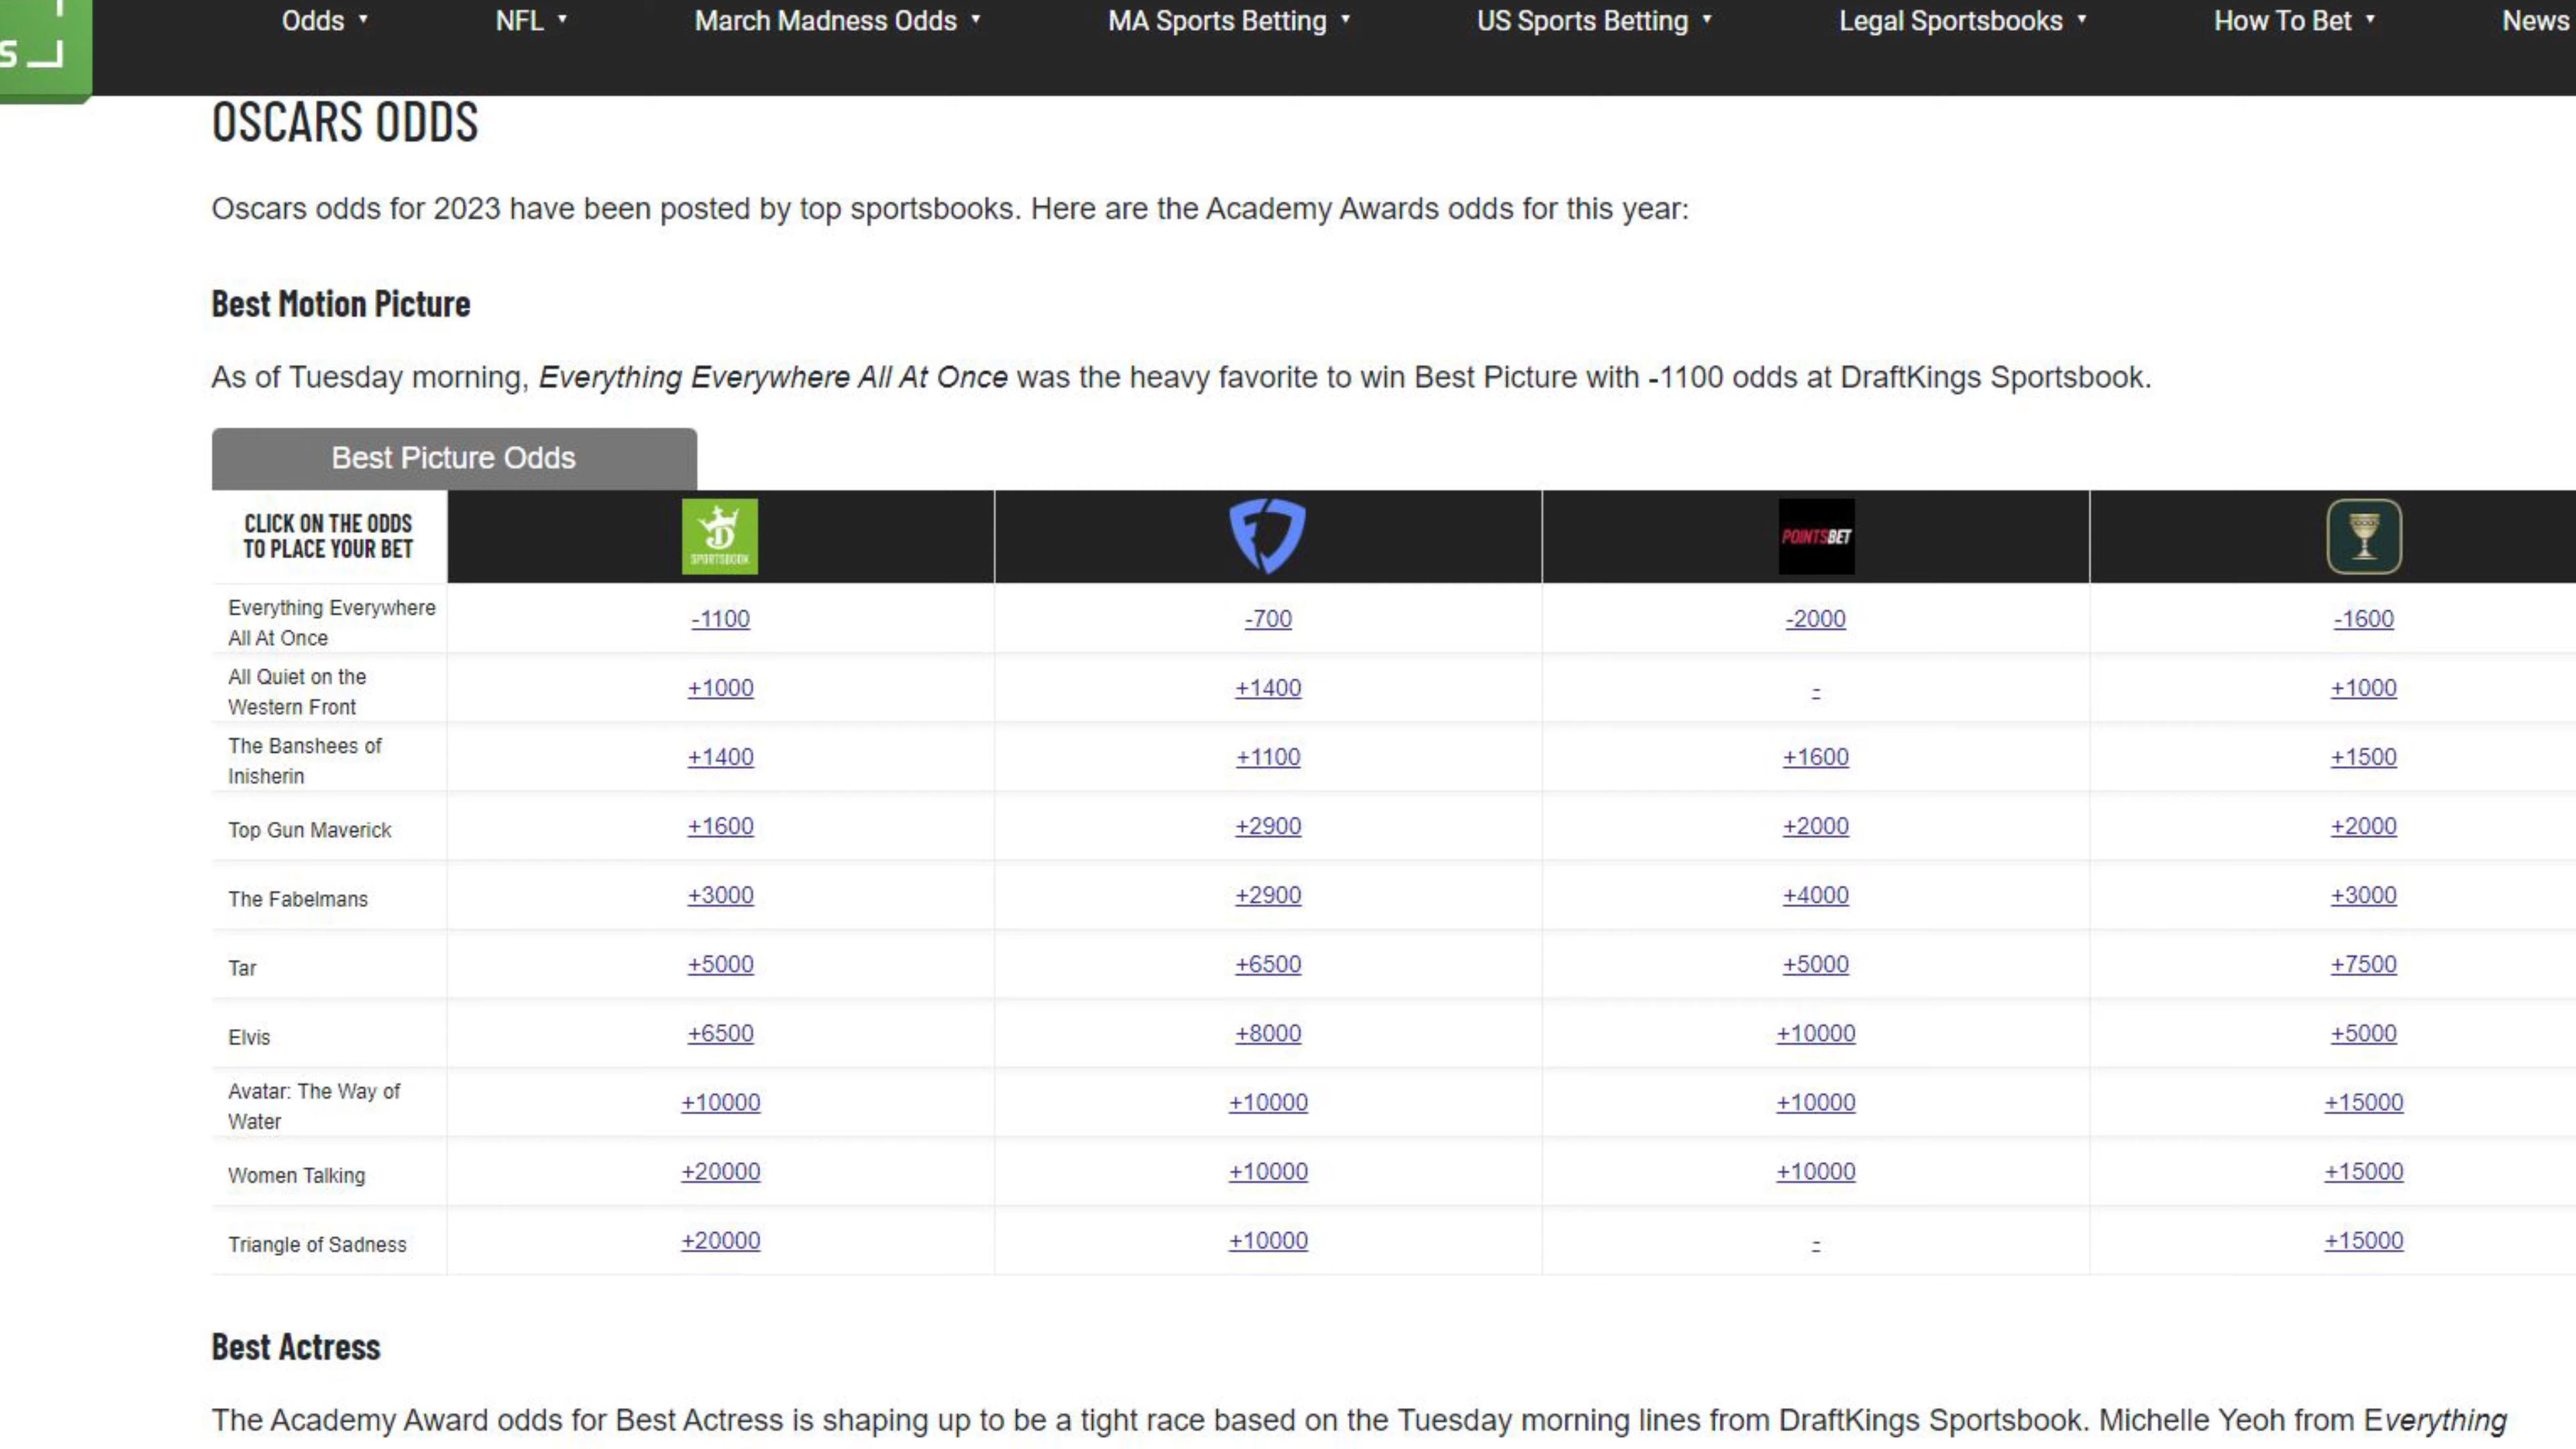 Odds NFL March Madness Odds MA Sports Betting US Sports Betting Legal Sportsbooks How To Bet News
S
OSCARS ODDS
Oscars odds for 2023 have been posted by top sportsbooks. Here are the Academy Awards odds for this year:
Best Motion Picture
As of Tuesday morning, Everything Everywhere All At Once was the heavy favorite to win Best Picture with -1100 odds at DraftKings Sportsbook.
Best Picture Odds
CLICK ON THE ODDS
TO PLACE YOUR BET
D
SPORTSBOOK
POINTSBET
Everything Everywhere
All At Once
-1100 -700 -2000 -1600
All Quiet on the
Western Front
+1000 +1400 - +1000
The Banshees of
Inisherin
+1400 +1100 +1600 +1500
Top Gun Maverick +1600 +2900 +2000 +2000
The Fabelmans +3000 +2900 +4000 +3000
Tar +5000 +6500 +5000 +7500
Elvis +6500 +8000 +10000 +5000
Avatar: The Way of
Water
+10000 +10000 +10000 +15000
Women Talking +20000 +10000 +10000 +15000
Triangle of Sadness +20000 +10000 - +15000
Best Actress
The Academy Award odds for Best Actress is shaping up to be a tight race based on the Tuesday morning lines from DraftKings Sportsbook. Michelle Yeoh from Everything